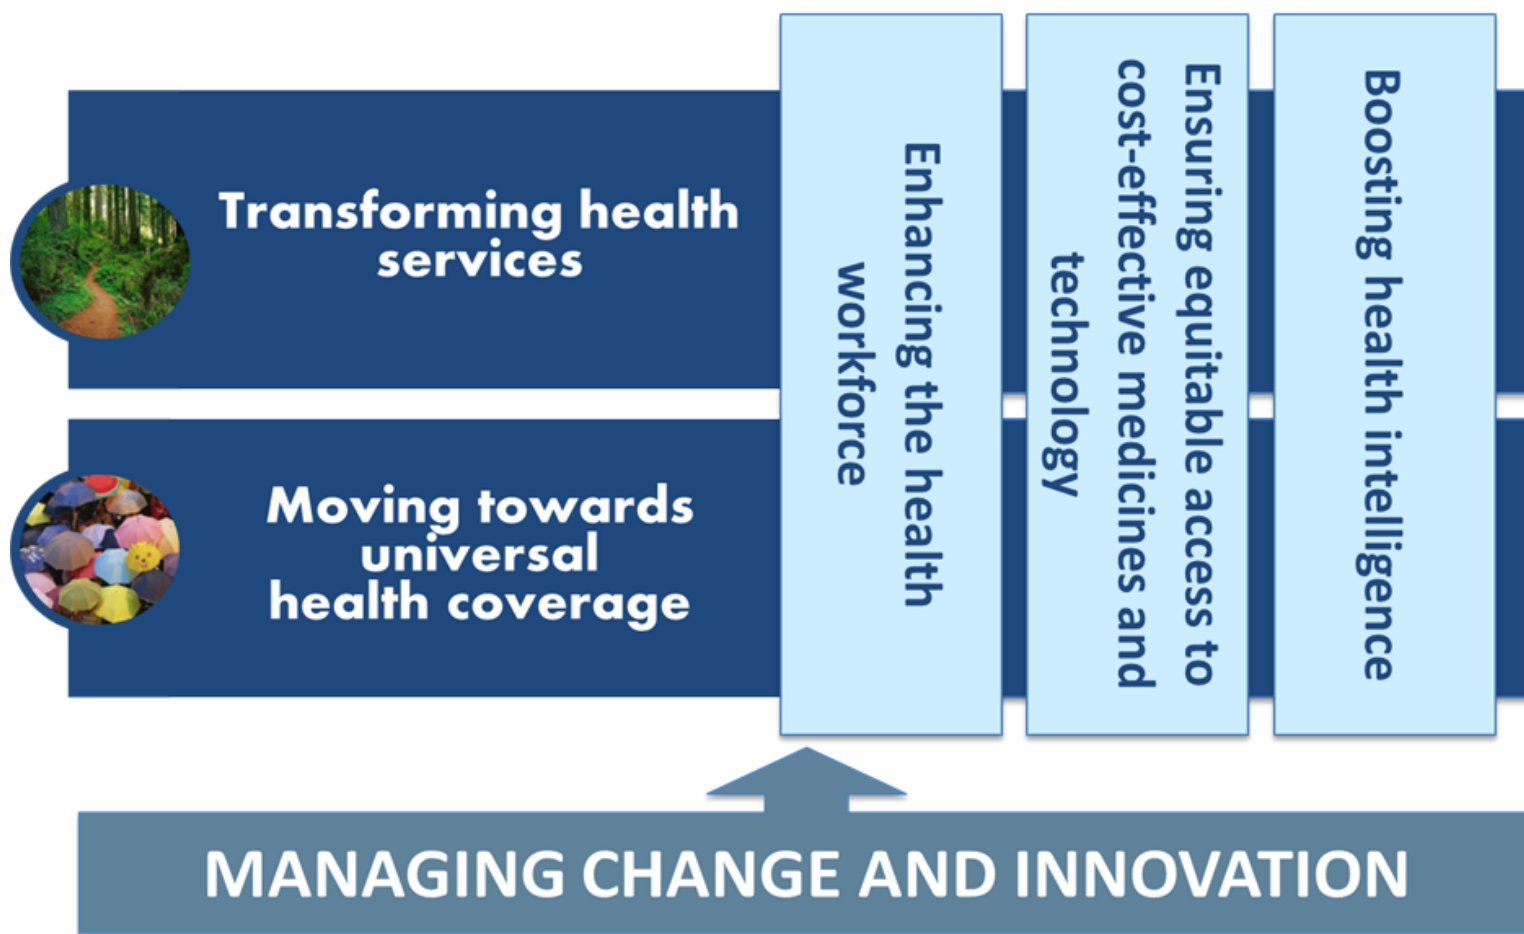 Transforming health
services
Moving towards
universal
health coverage
Enhancing the health
workforce
Ensuring equitable access to
cost-effective medicines and
technology
Boosting health intelligence
MANAGING CHANGE AND INNOVATION